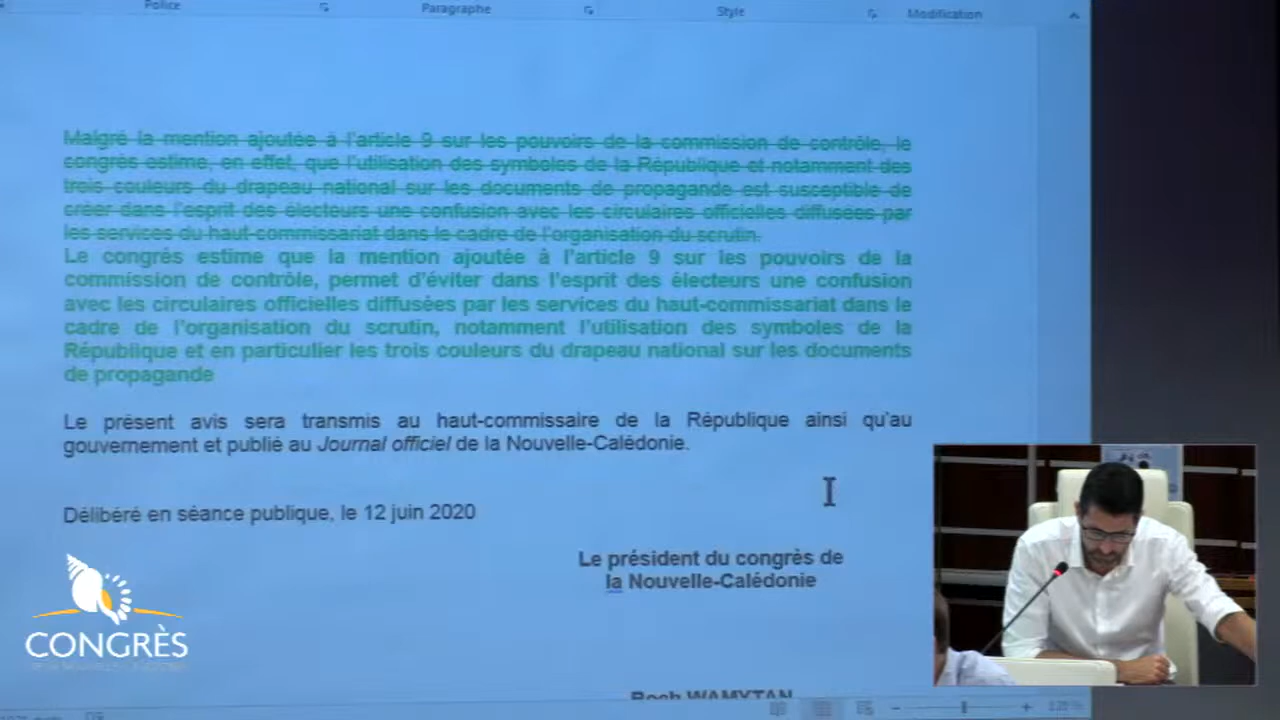 Police Paragraphe Style Modification
Malgré la mention ajoutée à l'article 9 sur les pouvoirs de la commission de contrôle, le
congrès estime, en effet, que l'utilisation des symboles de la République et notamment des
trois couleurs du drapeau national sur les documents de propagande est susceptible de
créer dans l'esprit des électeurs une confusion avec les circulaires officielles diffusées par
les services du haut-commissariat dans le cadre de l'organisation du scrutin.
Le congrès estime que la mention ajoutée à l'article 9 sur les pouvoirs de la
commission de contrôle, permet d'éviter dans l'esprit des électeurs une confusion
avec les circulaires officielles diffusées par les services du haut-commissariat dans le
cadre de l'organisation du scrutin, notamment l'utilisation des symboles de la
République et en particulier les trois couleurs du drapeau national sur les documents
de propagande
Le présent avis sera transmis au haut-commissaire de la République ainsi qu'au
gouvernement et publié au Journal officiel de la Nouvelle-Calédonie.
Délibéré en séance publique, le 12 juin 2020
Le président du congrès de
la Nouvelle-Calédonie
Roch WAMYTAN
CONGRÈS